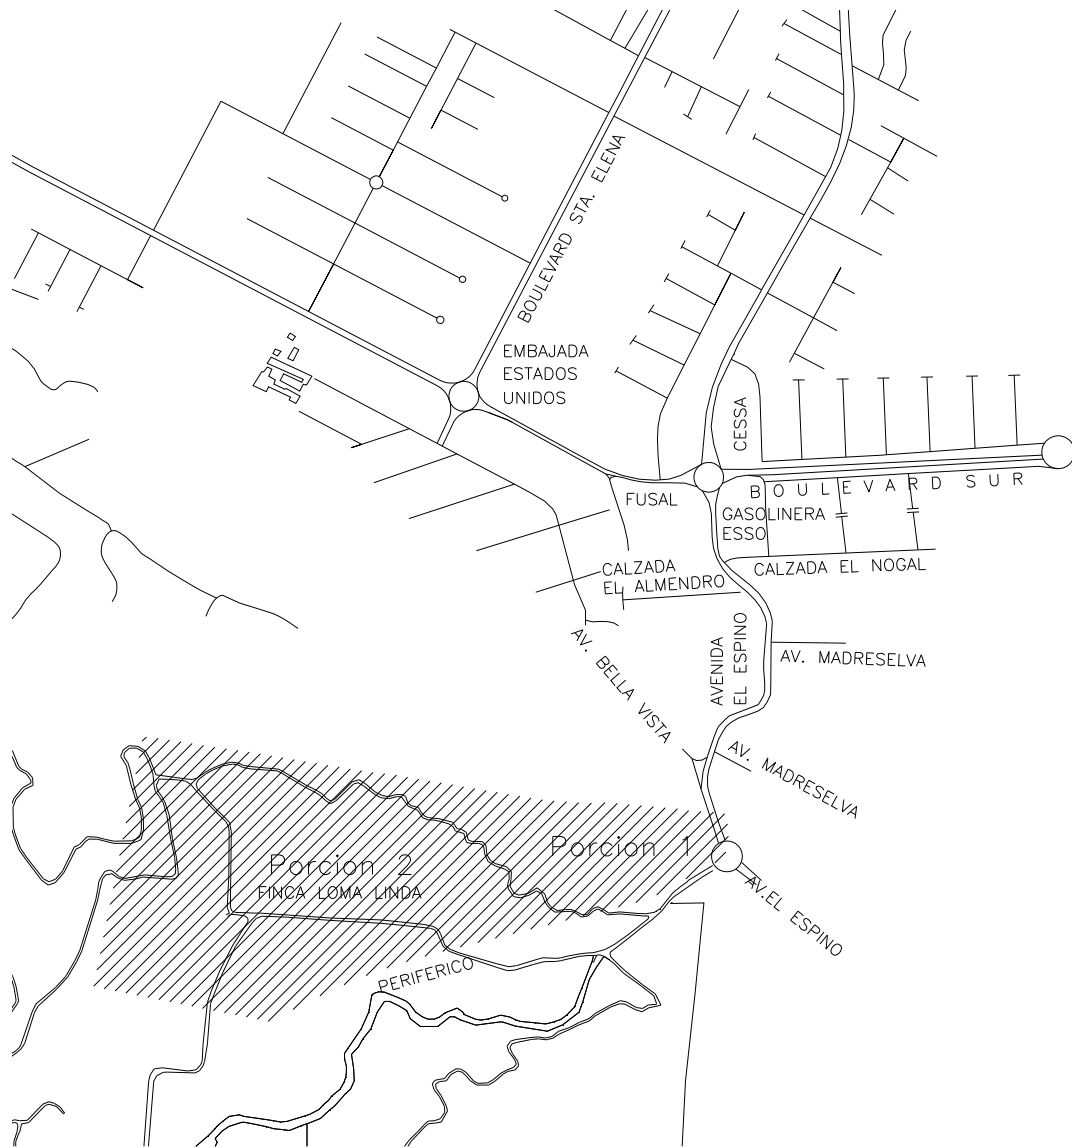 BOULEVARD STA. ELENA
EMBAJADA
ESTADOS
UNIDOS
CESSA
BOULEVARD SUR
FUSAL
GASOLINERA
ESSO
CALZADA
EL ALMENDRO
CALZADA EL NOGAL
AV. BELLA VISTA
AVENIDA
EL ESPINO
AV. MADRESELVA
AV. MADRESELVA
Porcion 1
Porcion 2
FINCA LOMA LINDA
AV.EL ESPINO
PERIFERICO